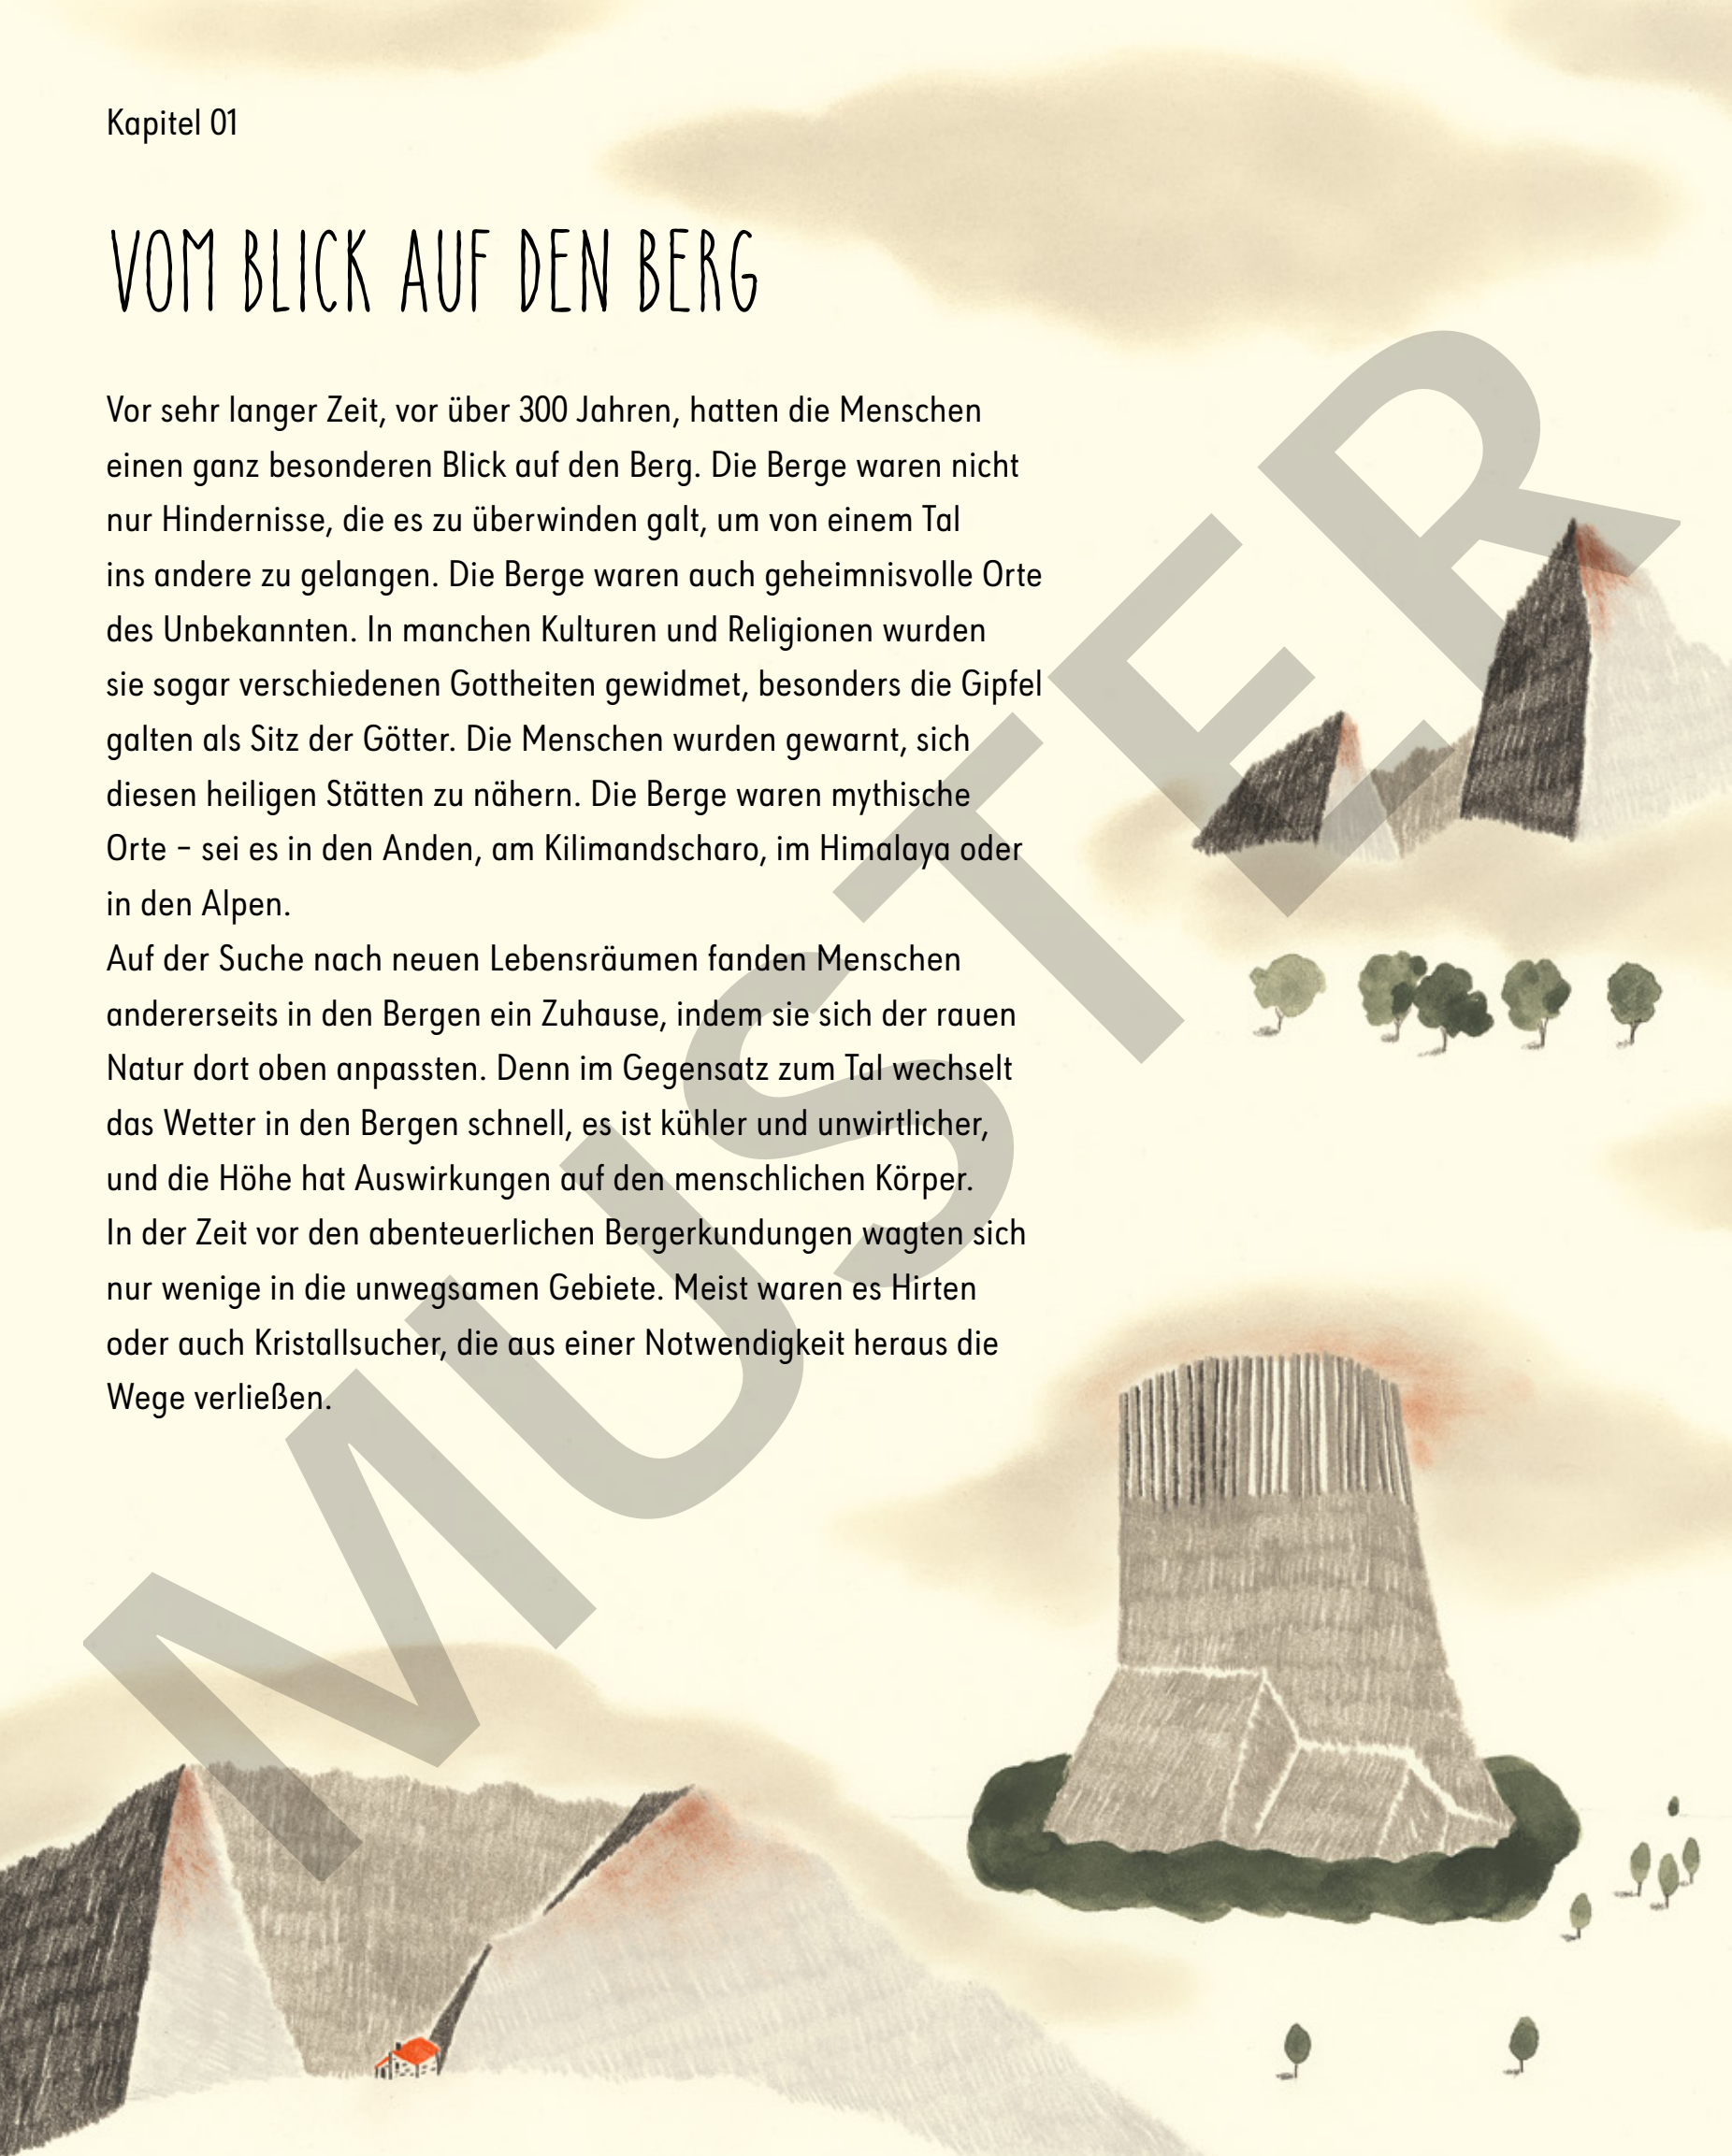 Kapitel 01
VOM BLICK AUF DEN BERG
Vor sehr langer Zeit, vor über 300 Jahren, hatten die Menschen
einen ganz besonderen Blick auf den Berg. Die Berge waren nicht
nur Hindernisse, die es zu überwinden galt, um von einem Tal
ins andere zu gelangen. Die Berge waren auch geheimnisvolle Orte
des Unbekannten. In manchen Kulturen und Religionen wurden
sie sogar verschiedenen Gottheiten gewidmet, besonders die Gipfel
galten als Sitz der Götter. Die Menschen wurden gewarnt, sich
diesen heiligen Stätten zu nähern. Die Berge waren mythische
Orte – sei es in den Anden, am Kilimandscharo, im Himalaya oder
in den Alpen.
Auf der Suche nach neuen Lebensräumen fanden Menschen
andererseits in den Bergen ein Zuhause, indem sie sich der rauen
Natur dort oben anpassten. Denn im Gegensatz zum Tal wechselt
das Wetter in den Bergen schnell, es ist kühler und unwirtlicher,
und die Höhe hat Auswirkungen auf den menschlichen Körper.
In der Zeit vor den abenteuerlichen Bergerkundungen wagten sich
nur wenige in die unwegsamen Gebiete. Meist waren es Hirten
oder auch Kristallsucher, die aus einer Notwendigkeit heraus die
Wege verließen.
MUSTER